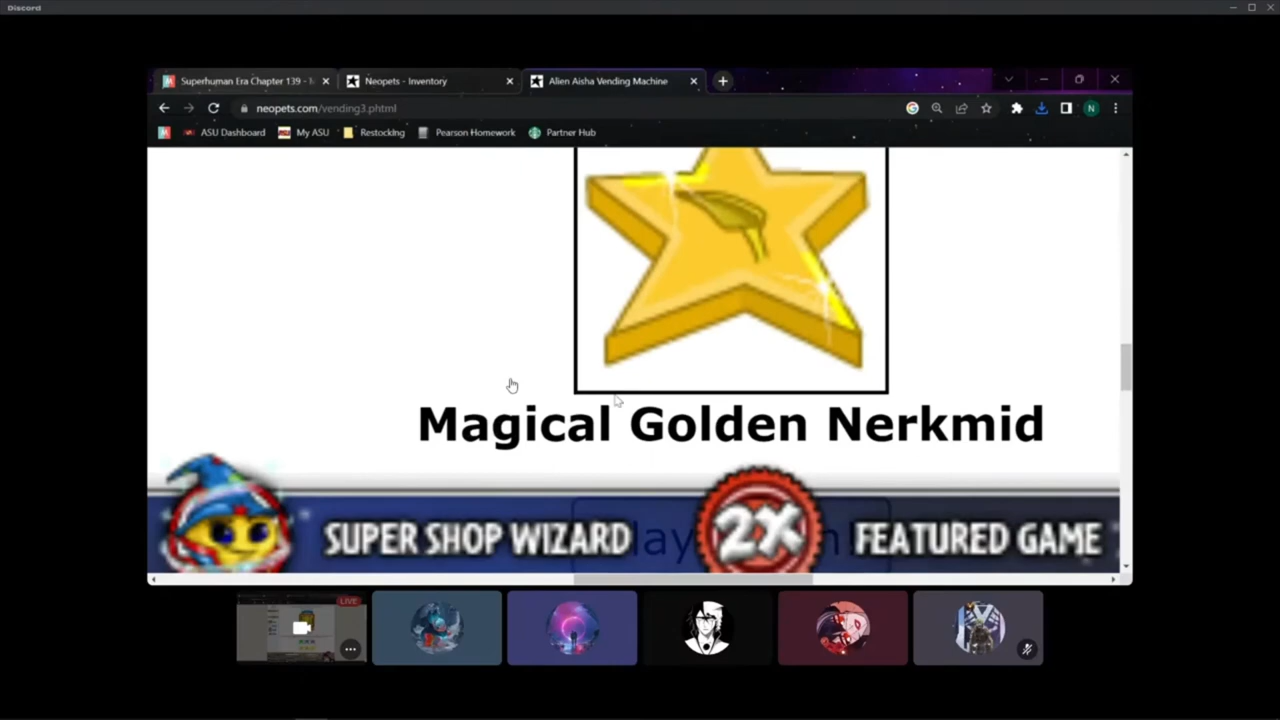 Discord
Superhuman Era Chapter 139 - M
Neopets - Inventory
Alien Aisha Vending Machine
neopets.com/vending3.phtml
N
ASU Dashboard
My ASU
Restocking
Pearson Homework
Partner Hub
Magical Golden Nerkmid
SUPER SHOP WIZARD
2X
FEATURED GAME
LIVE